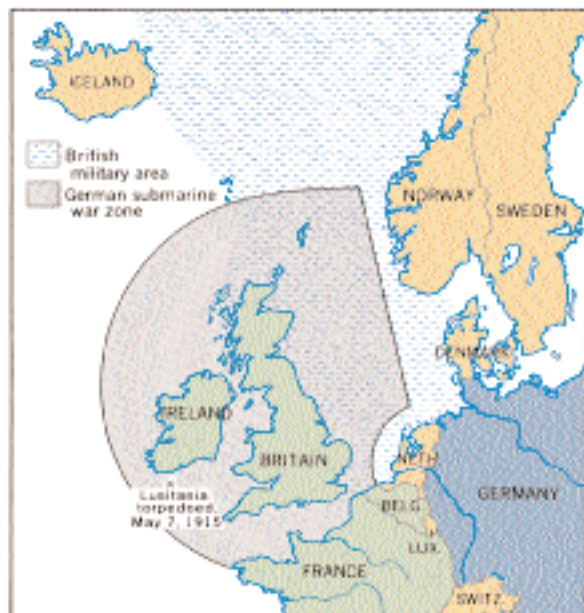 ICELAND
British
military area
German submarine
war zone
NORWAY
SWEDEN
DENMARK
IRELAND
BRITAIN
NETH.
Lusitania
torpedoed,
May 7, 1915
BELG.
GERMANY
LUX.
FRANCE
SWITZ.